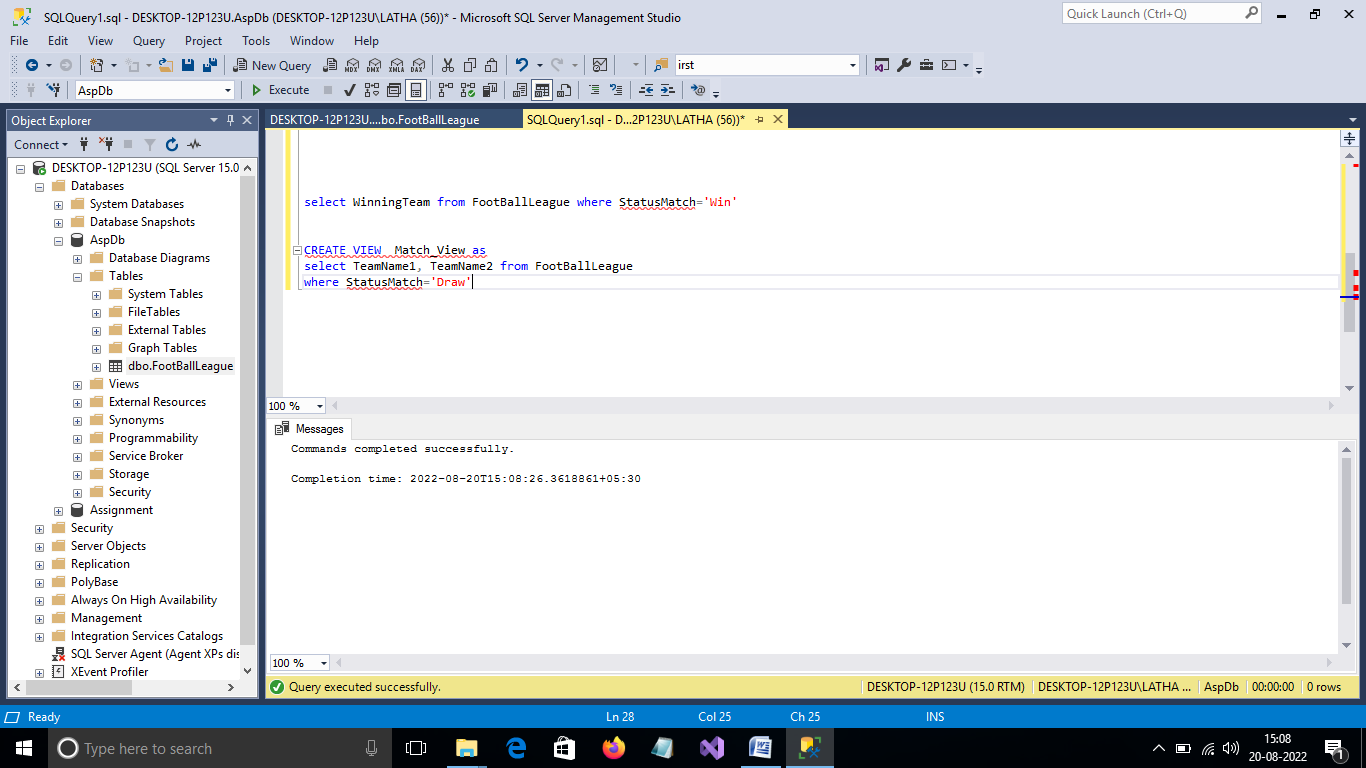 SQLQuery1.sql - DESKTOP-12P123U.AspDb (DESKTOP-12P123U\LATHA (56))* - Microsoft SQL Server Management Studio
Quick Launch (Ctrl+Q)
File Edit View Query Project Tools Window Help
New Query MDX DMX XMLA DAX irst
AspDb Execute
Object Explorer
DESKTOP-12P123U....bo.FootBallLeague
SQLQuery1.sql - D...2P123U\LATHA (56))*
Connect
DESKTOP-12P123U (SQL Server 15.0
Databases
System Databases
Database Snapshots
AspDb
Database Diagrams
Tables
System Tables
FileTables
External Tables
Graph Tables
dbo.FootBallLeague
Views
External Resources
Synonyms
Programmability
Service Broker
Storage
Security
Assignment
Security
Server Objects
Replication
PolyBase
Always On High Availability
Management
Integration Services Catalogs
SQL Server Agent (Agent XPs dis
XEvent Profiler
select WinningTeam from FootBallLeague where StatusMatch='Win'
CREATE VIEW  Match_View as
select TeamName1, TeamName2 from FootBallLeague
where StatusMatch='Draw'
100 %
Messages
Commands completed successfully.
Completion time: 2022-08-20T15:08:26.3618861+05:30
100 %
Query executed successfully.
DESKTOP-12P123U (15.0 RTM) DESKTOP-12P123U\LATHA ... AspDb 00:00:00 0 rows
Ready Ln 28 Col 25 Ch 25 INS
Type here to search
15:08
20-08-2022
1